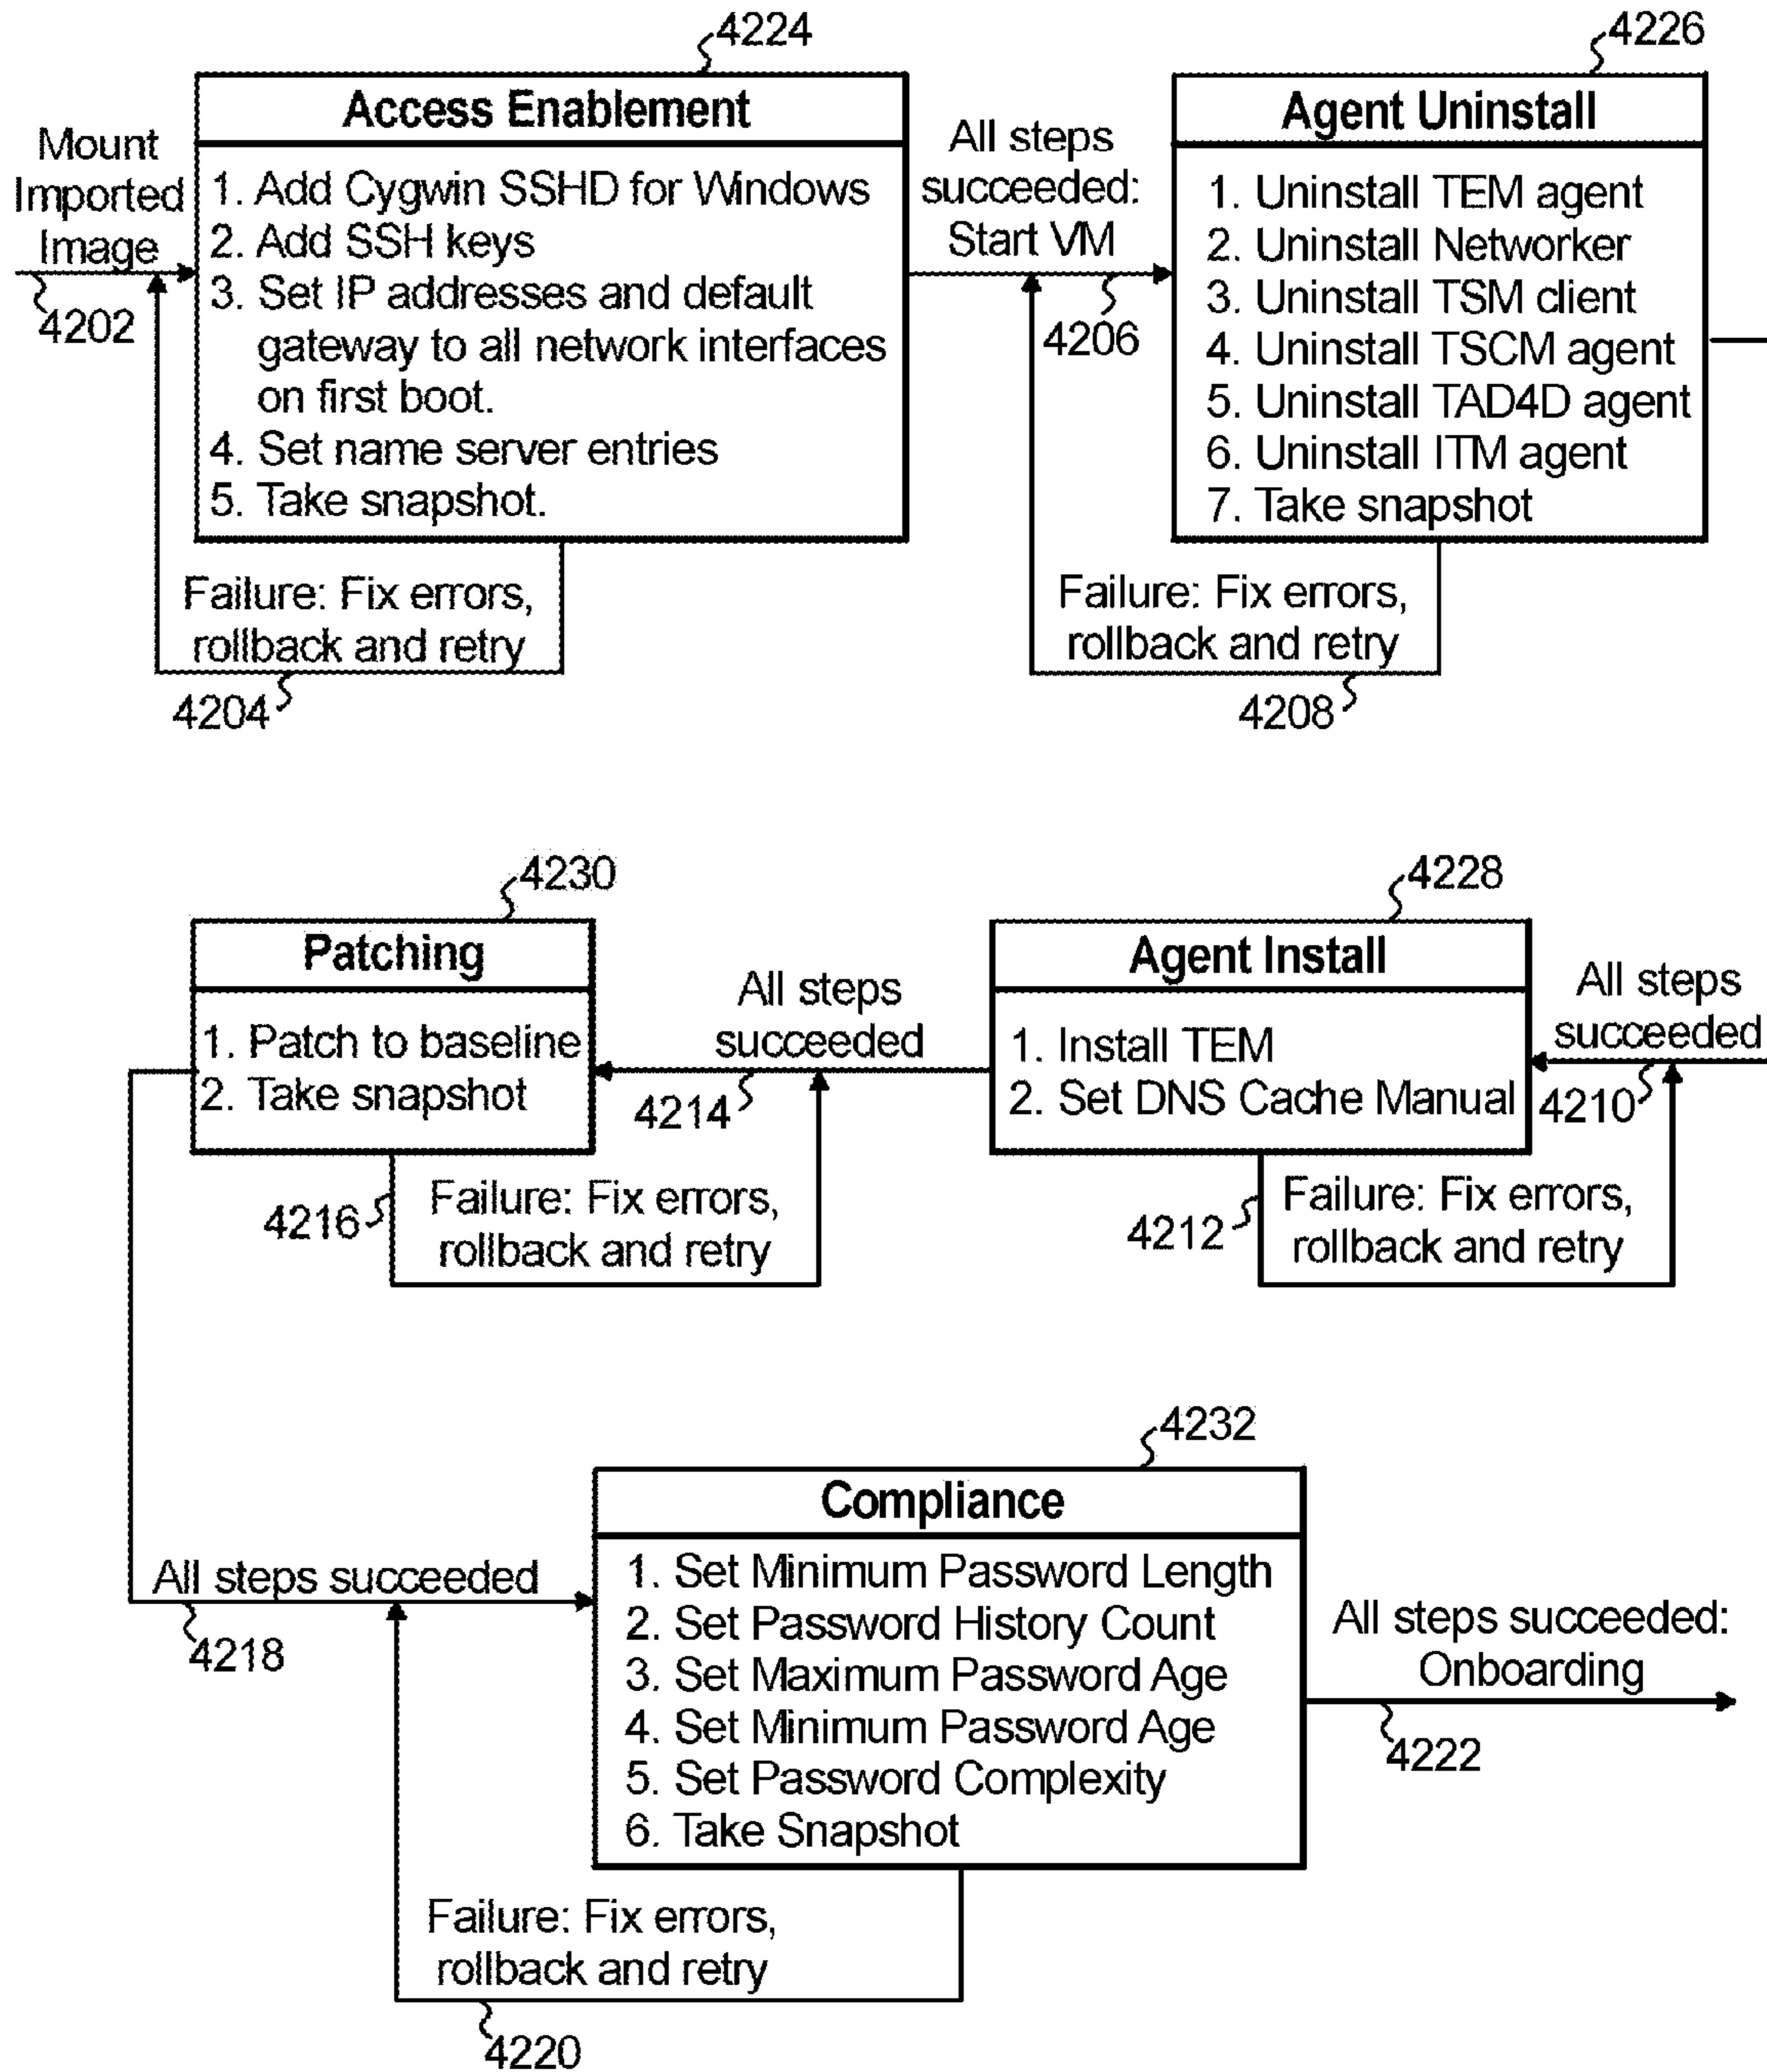 4224
Access Enablement
Mount
Imported
Image
4202
1. Add Cygwin SSHD for Windows
2. Add SSH keys
3. Set IP addresses and default
gateway to all network interfaces
on first boot.
4. Set name server entries
5. Take snapshot.
Failure: Fix errors,
rollback and retry
4204
All steps
succeeded:
Start VM
4206
4226
Agent Uninstall
1. Uninstall TEM agent
2. Uninstall Networker
3. Uninstall TSM client
4. Uninstall TSCM agent
5. Uninstall TAD4D agent
6. Uninstall ITM agent
7. Take snapshot
Failure: Fix errors,
rollback and retry
4208
All steps
succeeded
4210
4228
Agent Install
1. Install TEM
2. Set DNS Cache Manual
4212
Failure: Fix errors,
rollback and retry
All steps
succeeded
4214
4230
Patching
1. Patch to baseline
2. Take snapshot
4216
Failure: Fix errors,
rollback and retry
All steps succeeded
4218
4232
Compliance
1. Set Minimum Password Length
2. Set Password History Count
3. Set Maximum Password Age
4. Set Minimum Password Age
5. Set Password Complexity
6. Take Snapshot
Failure: Fix errors,
rollback and retry
4220
All steps succeeded:
Onboarding
4222